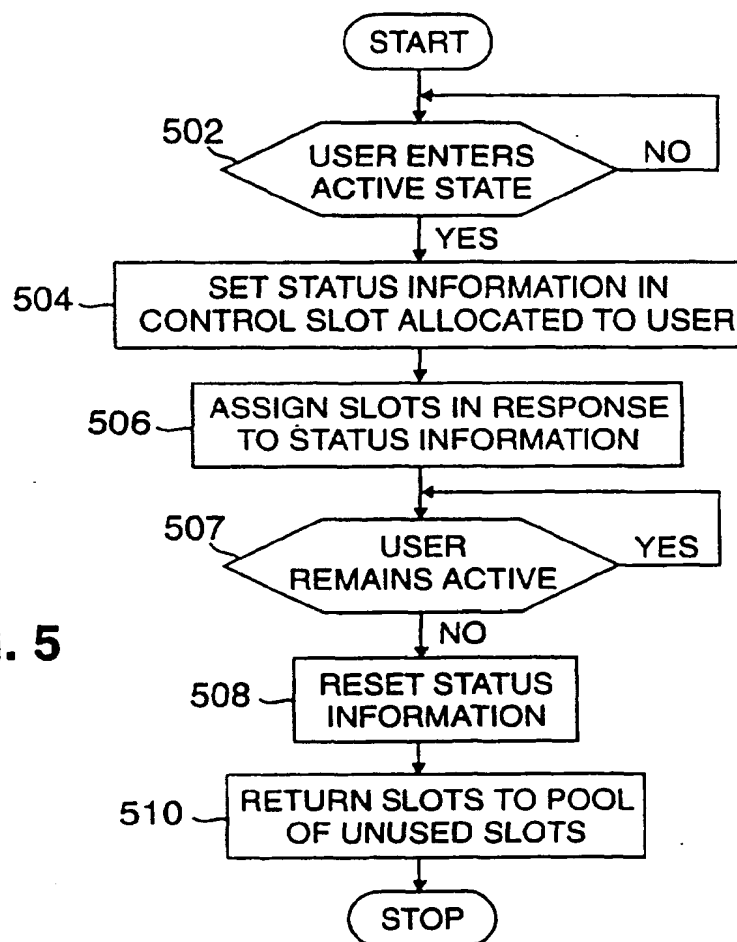 START
502
USER ENTERS
ACTIVE STATE
NO
YES
504
SET STATUS INFORMATION IN
CONTROL SLOT ALLOCATED TO USER
506
ASSIGN SLOTS IN RESPONSE
TO STATUS INFORMATION
507
USER
REMAINS ACTIVE
YES
NO
. 5
508
RESET STATUS
INFORMATION
510
RETURN SLOTS TO POOL
OF UNUSED SLOTS
STOP